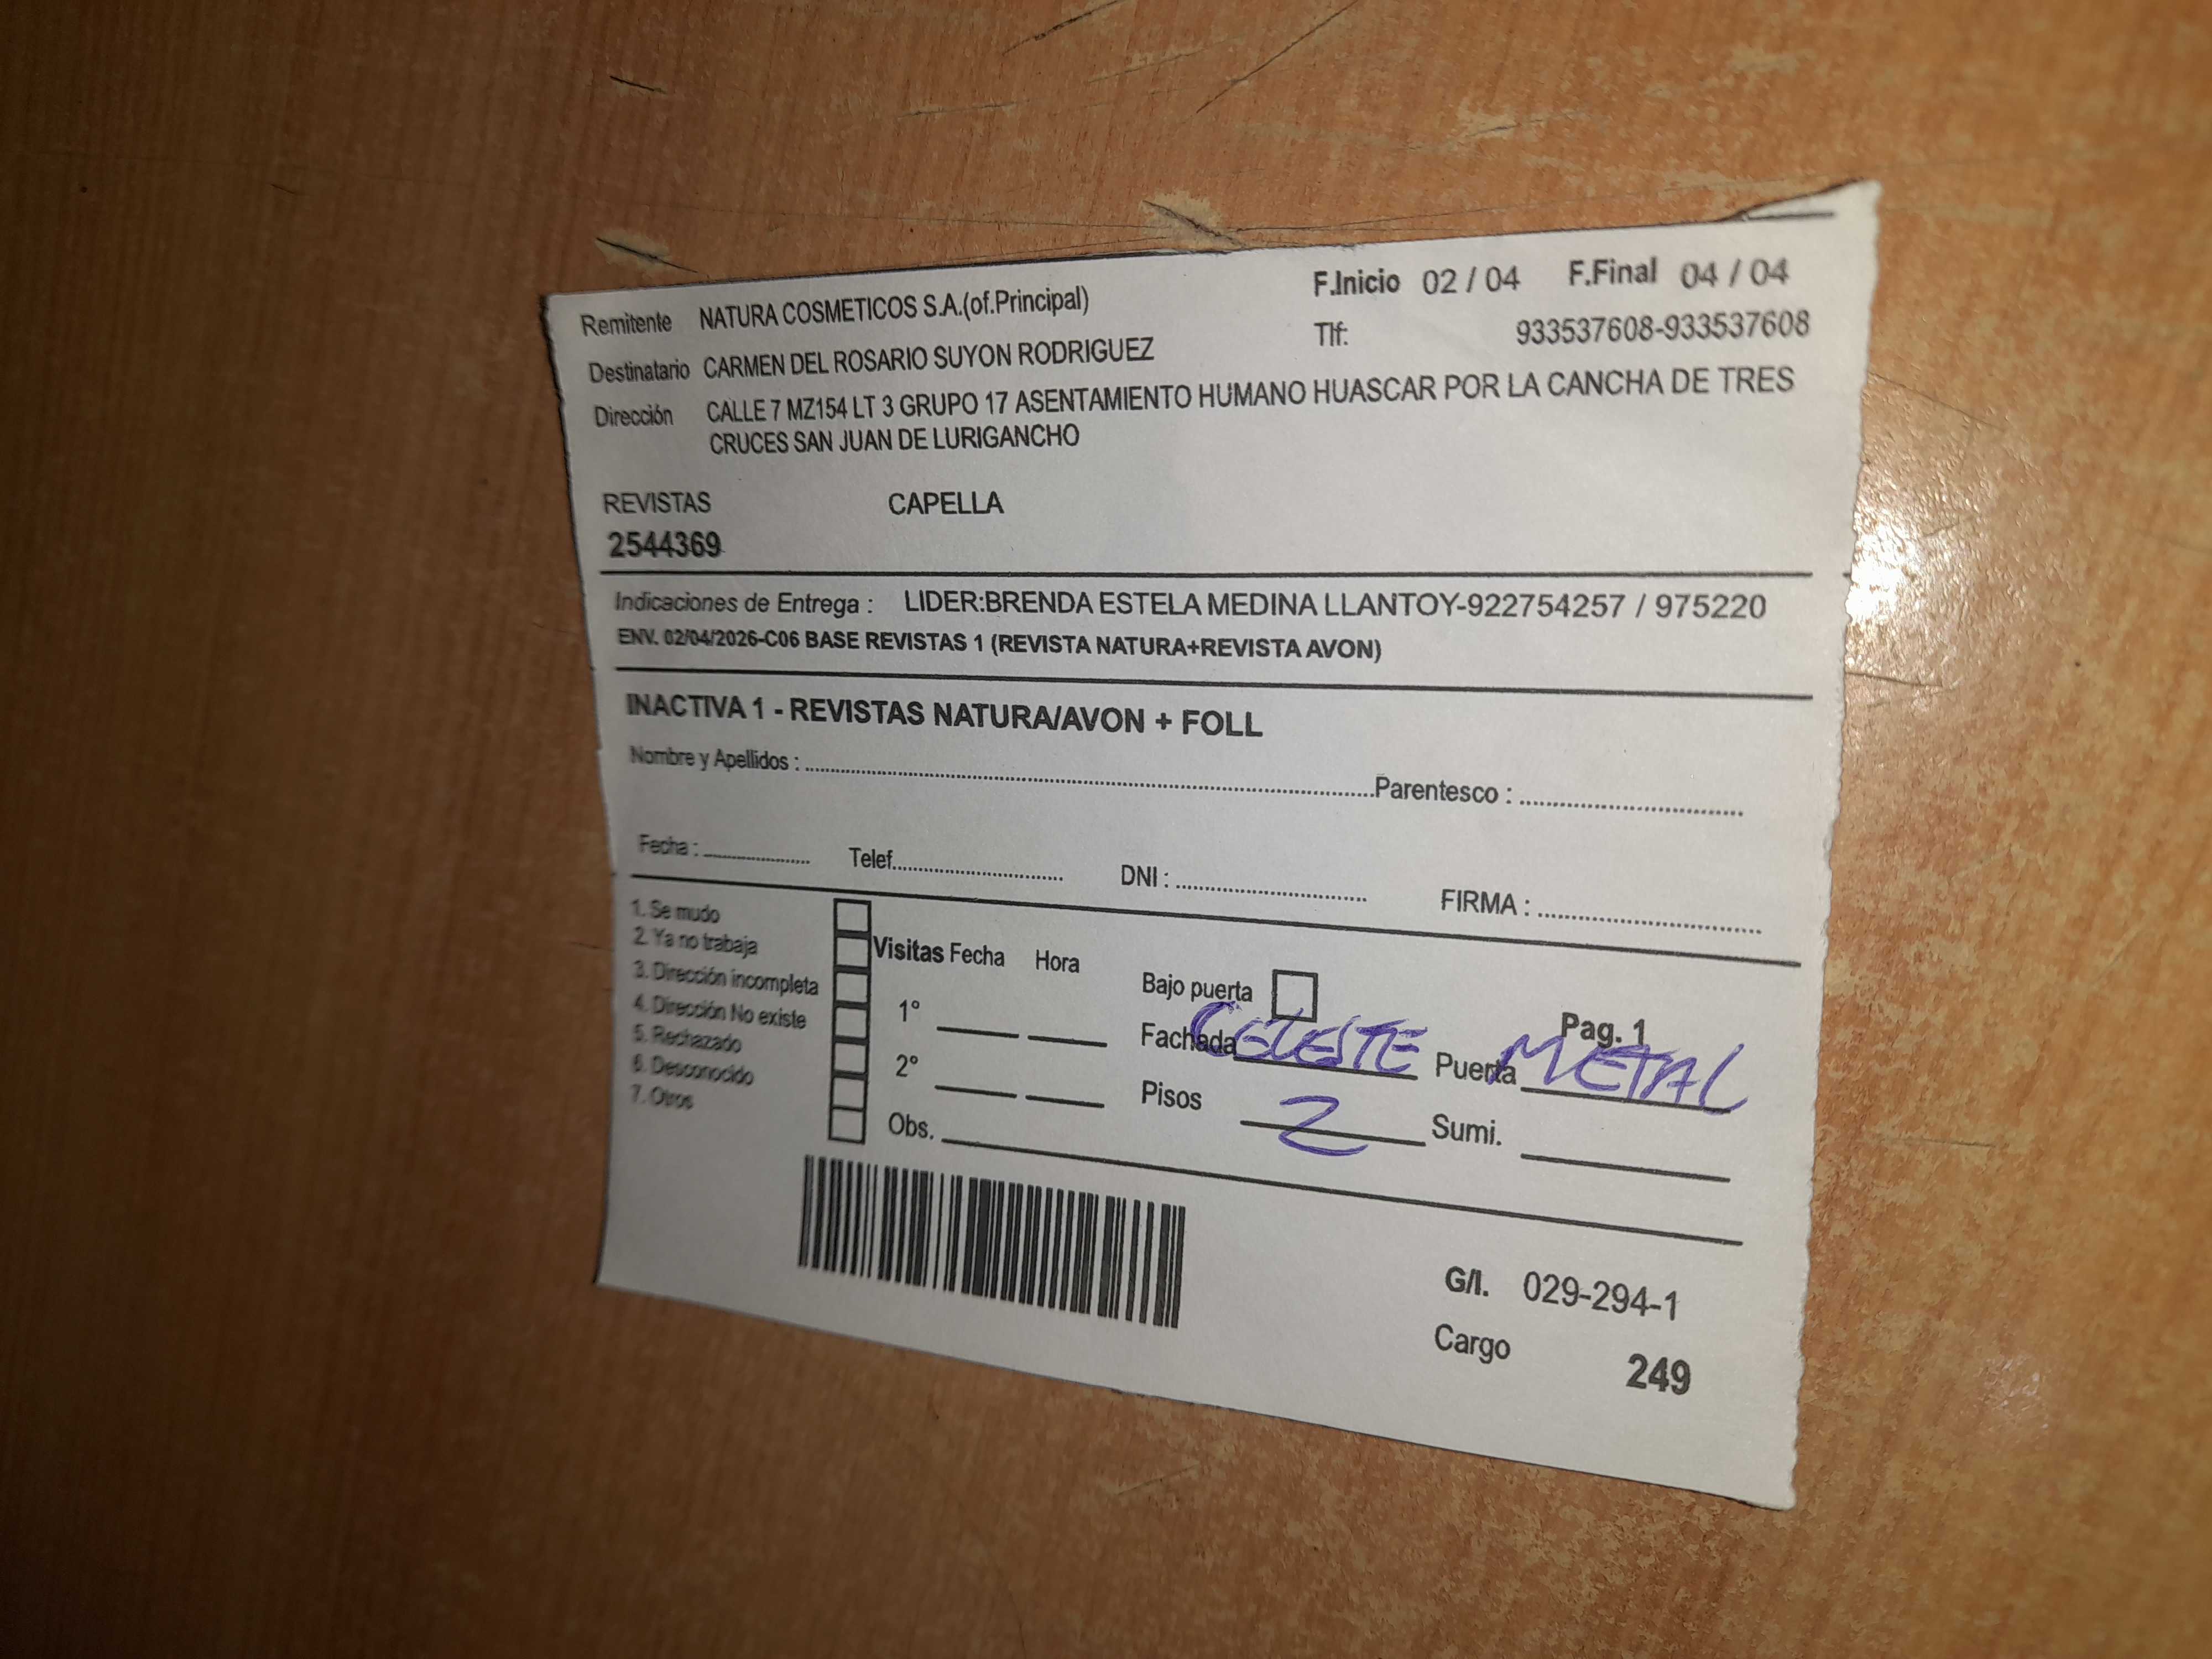 Remitente NATURA COSMETICOS S.A.(of.Principal) F.Inicio 02 / 04 F.Final 04 / 04
Tlf: 933537608-933537608
Destinatario CARMEN DEL ROSARIO SUYON RODRIGUEZ
Dirección CALLE 7 MZ154 LT 3 GRUPO 17 ASENTAMIENTO HUMANO HUASCAR POR LA CANCHA DE TRES
CRUCES SAN JUAN DE LURIGANCHO
REVISTAS CAPELLA
2544369
Indicaciones de Entrega : LIDER:BRENDA ESTELA MEDINA LLANTOY-922754257 / 975220
ENV. 02/04/2026-C06 BASE REVISTAS 1 (REVISTA NATURA+REVISTA AVON)
INACTIVA 1 - REVISTAS NATURA/AVON + FOLL
Nombre y Apellidos : Parentesco :
Fecha : Telef. DNI : FIRMA :
1. Se mudo
2. Ya no trabaja
3. Dirección incompleta
4. Dirección No existe
5. Rechazado
6. Desconocido
7. Otros
Visitas Fecha Hora
1°
2°
Obs.
Bajo puerta
Pag. 1
Fachada CELESTE Puerta METAL
Pisos 2 Sumi.
G/I. 029-294-1
Cargo 249